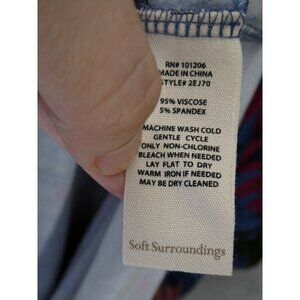 RN# 101206
MADE IN CHINA
STYLE# 2EJ70
95% VISCOSE
5% SPANDEX
MACHINE WASH COLD
GENTLE CYCLE
ONLY NON-CHLORINE
BLEACH WHEN NEEDED
LAY FLAT TO DRY
WARM IRON IF NEEDED
MAY BE DRY CLEANED
Soft Surroundings